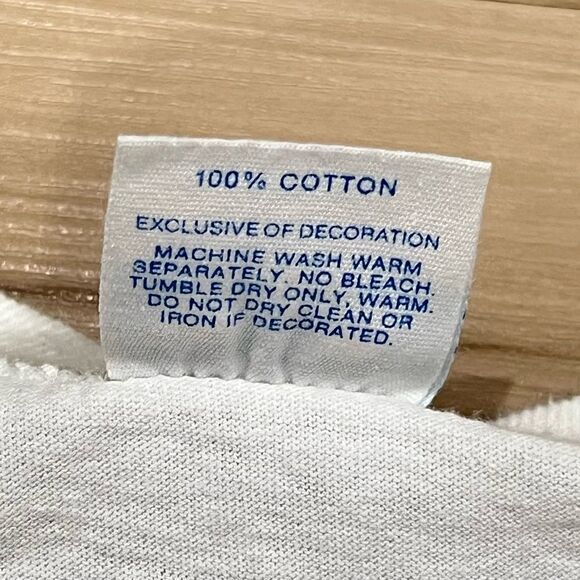 100% COTTON
EXCLUSIVE OF DECORATION
MACHINE WASH WARM
SEPARATELY. NO BLEACH.
TUMBLE DRY ONLY, WARM.
DO NOT DRY CLEAN OR
IRON IF DECORATED.